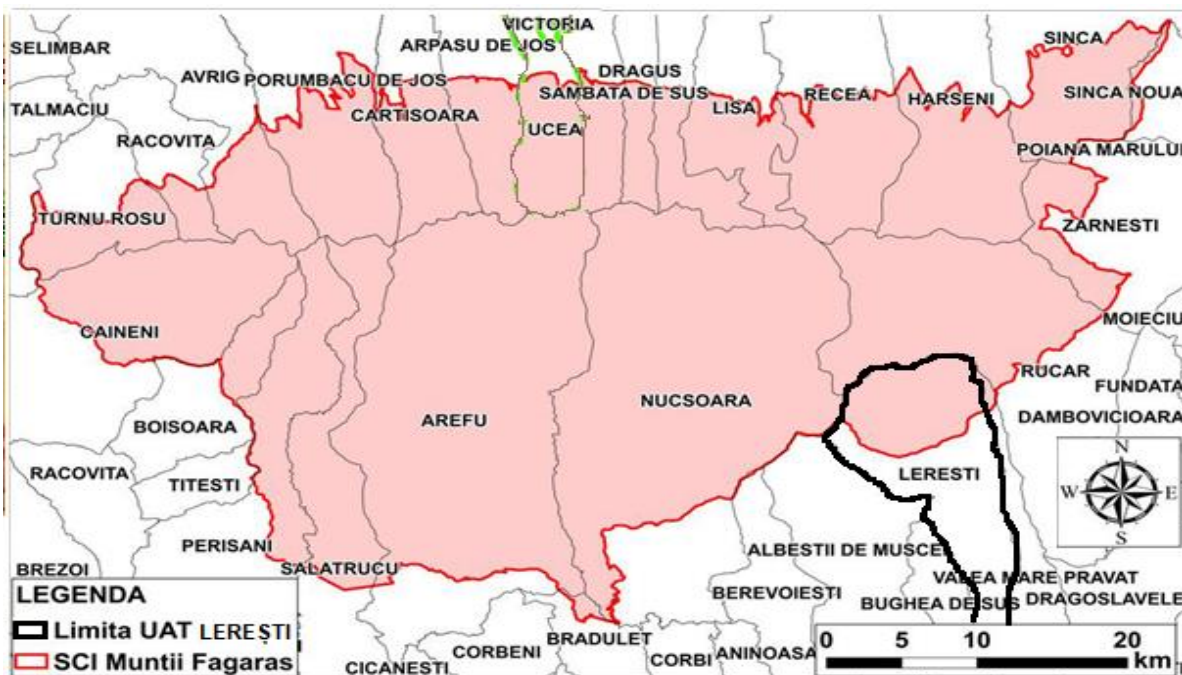 VICTORIA
SELIMBAR
ARPASU DE JOS
SINCA
AVRIG
PORUMBACU DE JOS
DRAGUS
TALMACIU
SAMBATA DE SUS
RECEA
HARSENI
SINCA NOUA
LISA
CARTISOARA
UCEA
RACOVITA
POIANA MARULUI
TURNU ROSU
ZARNESTI
CAINENI
MOIECIU
RUCAR
FUNDATA
NUCSOARA
DAMBOVICIOARA
AREFU
BOISOARA
RACOVITA
TITESTI
LERESTI
N
W E
S
PERISANI
ALBESTII DE MUSCEL
BREZOI
SALATRUCU
VALEA MARE PRAVAT
BEREVOIESTI
BUGHEA DE SUS
DRAGOSLAVELE
LEGENDA
Limita UAT LEREȘTI
SCI Muntii Fagaras
BRADULET
CORBENI
CORBI
ANINOASA
CICANESTI
0 5 10 20
km